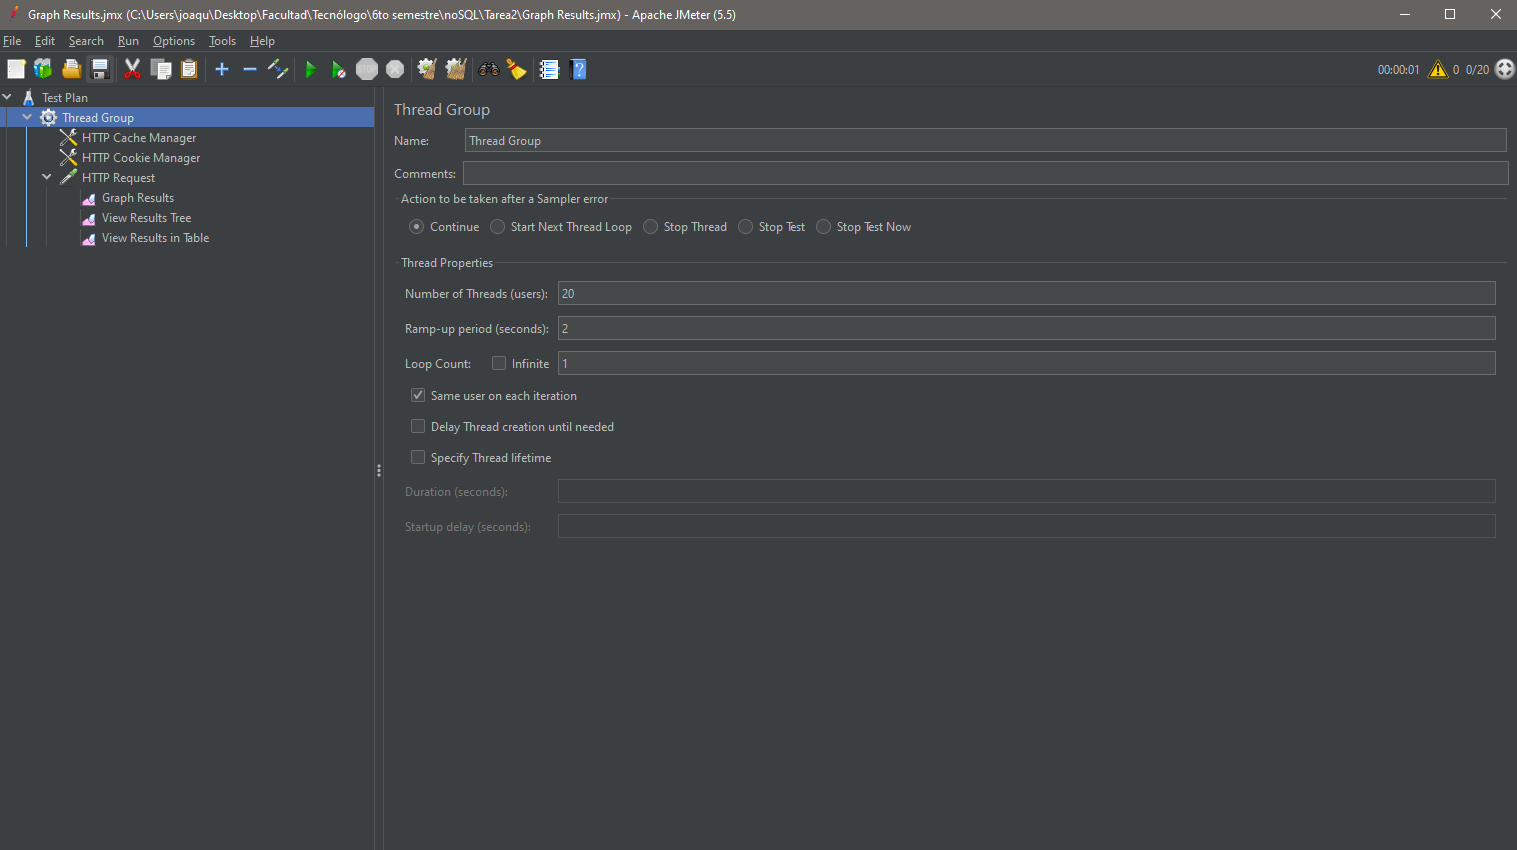 Graph Results.jmx (C:\Users\joaqu\Desktop\Facultad\Tecnólogo\6to semestre\noSQL\Tarea2\Graph Results.jmx) - Apache JMeter (5.5)
File Edit Search Run Options Tools Help
00:00:01 0 0/20
Test Plan
Thread Group
HTTP Cache Manager
HTTP Cookie Manager
HTTP Request
Graph Results
View Results Tree
View Results in Table
Thread Group
Name: Thread Group
Comments:
Action to be taken after a Sampler error
Continue Start Next Thread Loop Stop Thread Stop Test Stop Test Now
Thread Properties
Number of Threads (users): 20
Ramp-up period (seconds): 2
Loop Count: Infinite 1
Same user on each iteration
Delay Thread creation until needed
Specify Thread lifetime
Duration (seconds):
Startup delay (seconds):